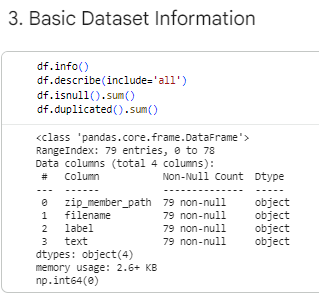 3. Basic Dataset Information
df.info()
df.describe(include='all')
df.isnull().sum()
df.duplicated().sum()
<class 'pandas.core.frame.DataFrame'>
RangeIndex: 79 entries, 0 to 78
Data columns (total 4 columns):
 #   Column           Non-Null Count  Dtype
---  ------           --------------  -----
 0   zip_member_path  79 non-null     object
 1   filename         79 non-null     object
 2   label            79 non-null     object
 3   text             79 non-null     object
dtypes: object(4)
memory usage: 2.6+ KB
np.int64(0)